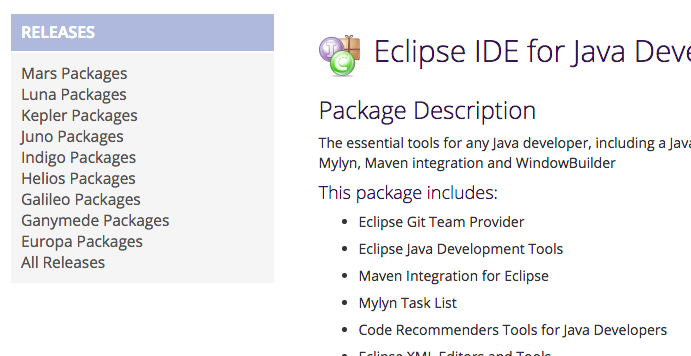 RELEASES
Mars Packages
Luna Packages
Kepler Packages
Juno Packages
Indigo Packages
Helios Packages
Galileo Packages
Ganymede Packages
Europa Packages
All Releases
Eclipse IDE for Java Deve
Package Description
The essential tools for any Java developer, including a Java
Mylyn, Maven integration and WindowBuilder
This package includes:
Eclipse Git Team Provider
Eclipse Java Development Tools
Maven Integration for Eclipse
Mylyn Task List
Code Recommenders Tools for Java Developers
Eclipse XML Editors and Tools